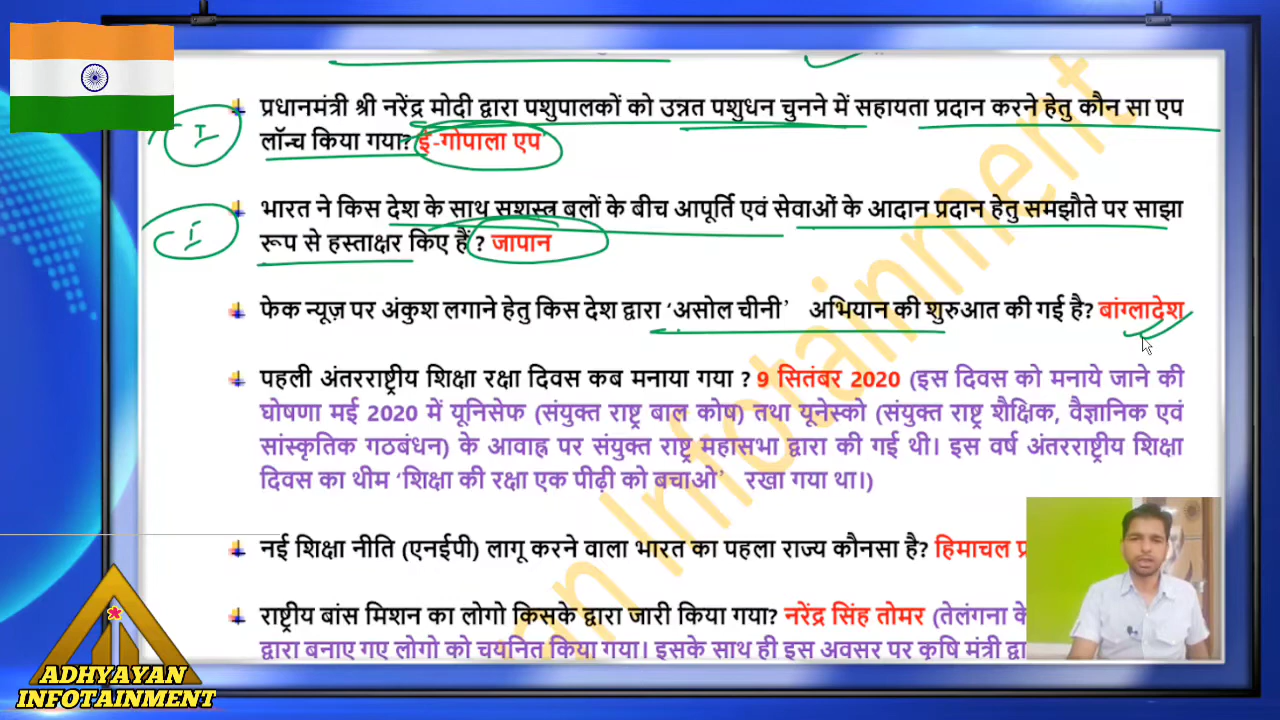 प्रधानमंत्री श्री नरेंद्र मोदी द्वारा पशुपालकों को उन्नत पशुधन चुनने में सहायता प्रदान करने हेतु कौन सा एप
लॉन्च किया गया? ई-गोपाला एप
भारत ने किस देश के साथ सशस्त्र बलों के बीच आपूर्ति एवं सेवाओं के आदान प्रदान हेतु समझौते पर साझा
रूप से हस्ताक्षर किए हैं ? जापान
फेक न्यूज़ पर अंकुश लगाने हेतु किस देश द्वारा ‘असोल चीनी’ अभियान की शुरुआत की गई है? बांग्लादेश
पहली अंतरराष्ट्रीय शिक्षा रक्षा दिवस कब मनाया गया ? 9 सितंबर 2020 (इस दिवस को मनाये जाने की
घोषणा मई 2020 में यूनिसेफ (संयुक्त राष्ट्र बाल कोष) तथा यूनेस्को (संयुक्त राष्ट्र शैक्षिक, वैज्ञानिक एवं
सांस्कृतिक गठबंधन) के आवाह्न पर संयुक्त राष्ट्र महासभा द्वारा की गई थी। इस वर्ष अंतरराष्ट्रीय शिक्षा
दिवस का थीम ‘शिक्षा की रक्षा एक पीढ़ी को बचाओ’ रखा गया था।)
नई शिक्षा नीति (एनईपी) लागू करने वाला भारत का पहला राज्य कौनसा है? हिमाचल
राष्ट्रीय बांस मिशन का लोगो किसके द्वारा जारी किया गया? नरेंद्र सिंह तोमर (तेलंगना के
द्वारा बनाए गए लोगो को चयनित किया गया। इसके साथ ही इस अवसर पर कृषि मंत्री द्वा
Infotainment
ADHYAYAN
INFOTAINMENT